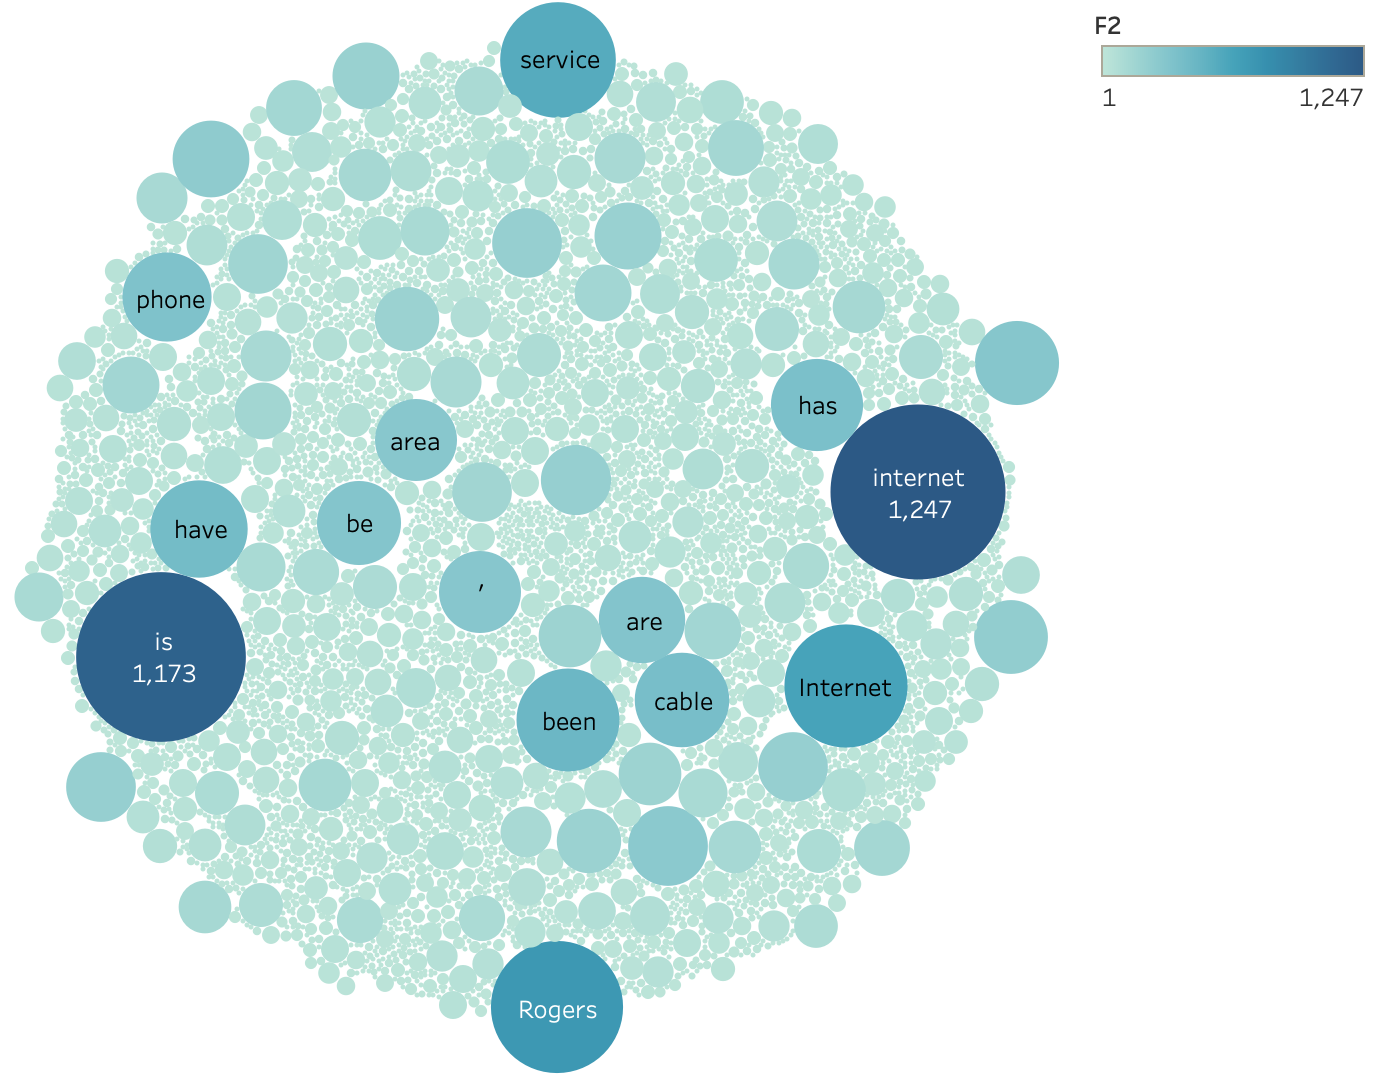 F2
1
1,247
service
phone
has
area
internet
1,247
have
be
′
are
is
1,173
Internet
cable
been
Rogers